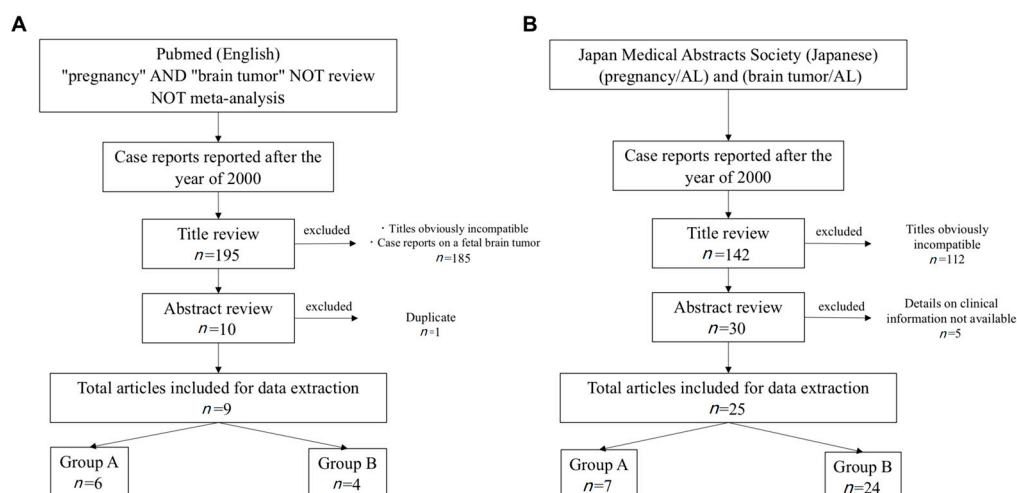 A
Pubmed (English)
"pregnancy" AND "brain tumor" NOT review
NOT meta-analysis
Case reports reported after the
year of 2000
Title review
n=195
excluded
・Titles obviously incompatible
・Case reports on a fetal brain tumor
n=185
Abstract review
n=10
excluded
Duplicate
n=1
Total articles included for data extraction
n=9
Group A
n=6
Group B
n=4
B
Japan Medical Abstracts Society (Japanese)
(pregnancy/AL) and (brain tumor/AL)
Case reports reported after the
year of 2000
Title review
n=142
excluded
Titles obviously
incompatible
n=112
Abstract review
n=30
excluded
Details on clinical
information not available
n=5
Total articles included for data extraction
n=25
Group A
n=7
Group B
n=24